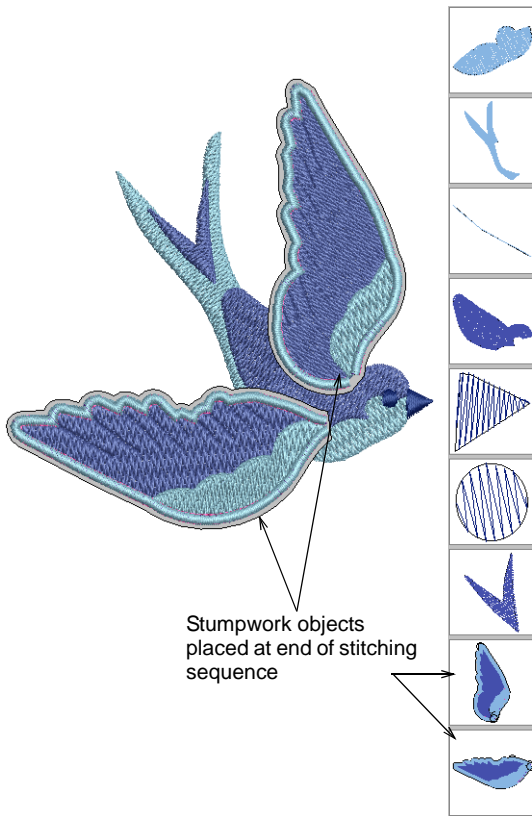 Stumpwork objects
placed at end of stitching
sequence